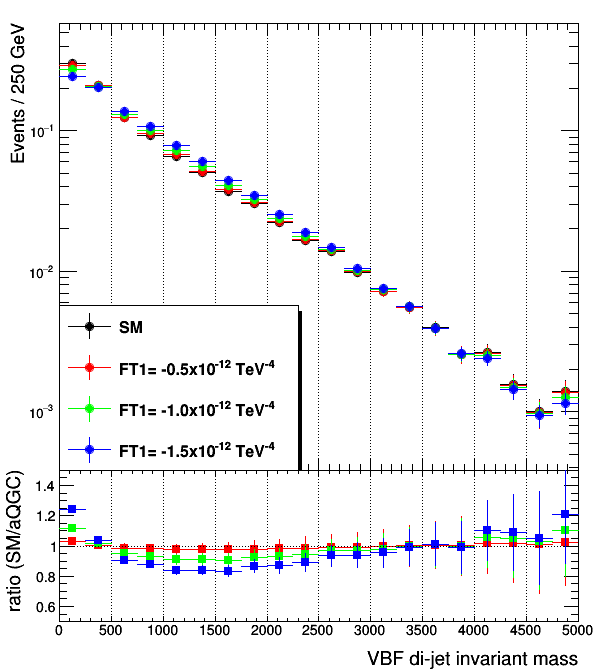 Events / 250 GeV
10⁻¹
10⁻²
10⁻³
SM
FT1= -0.5x10⁻¹² TeV⁻⁴
FT1= -1.0x10⁻¹² TeV⁻⁴
FT1= -1.5x10⁻¹² TeV⁻⁴
ratio (SM/aQGC)
1.4
1.2
1
0.8
0.6
0 500 1000 1500 2000 2500 3000 3500 4000 4500 5000
VBF di-jet invariant mass